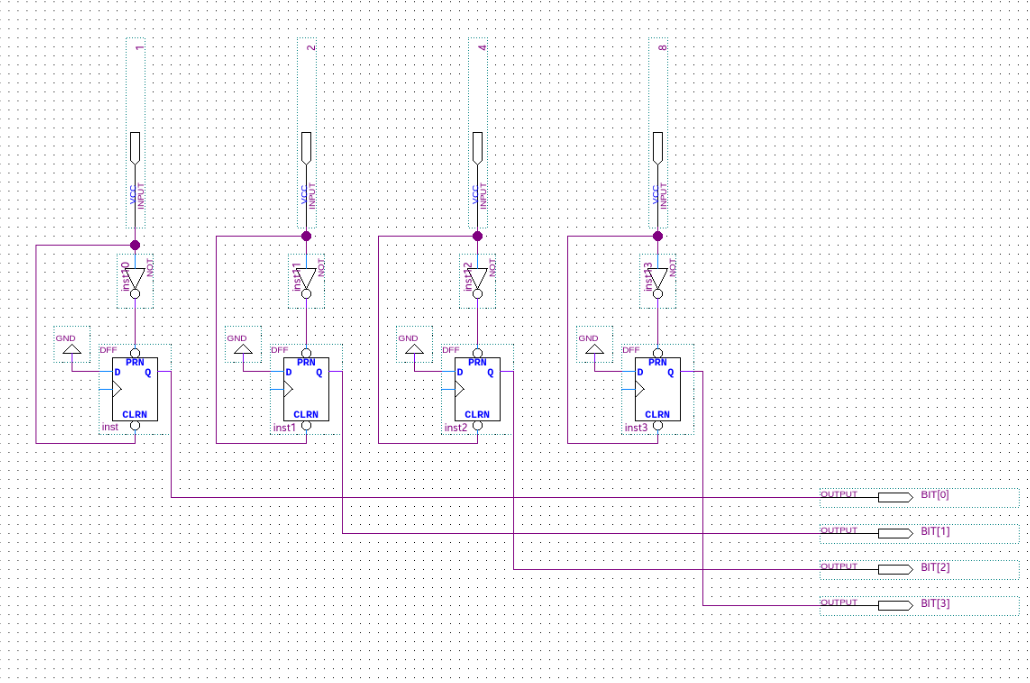 1
2
4
8
VCC
INPUT
VCC
INPUT
VCC
INPUT
VCC
INPUT
inst10
NOT
inst11
NOT
inst12
NOT
inst13
NOT
GND
GND
GND
GND
DFF
DFF
DFF
DFF
PRN
PRN
PRN
PRN
D Q
D Q
D Q
D Q
CLRN
CLRN
CLRN
CLRN
inst
inst1
inst2
inst3
OUTPUT BIT[0]
OUTPUT BIT[1]
OUTPUT BIT[2]
OUTPUT BIT[3]